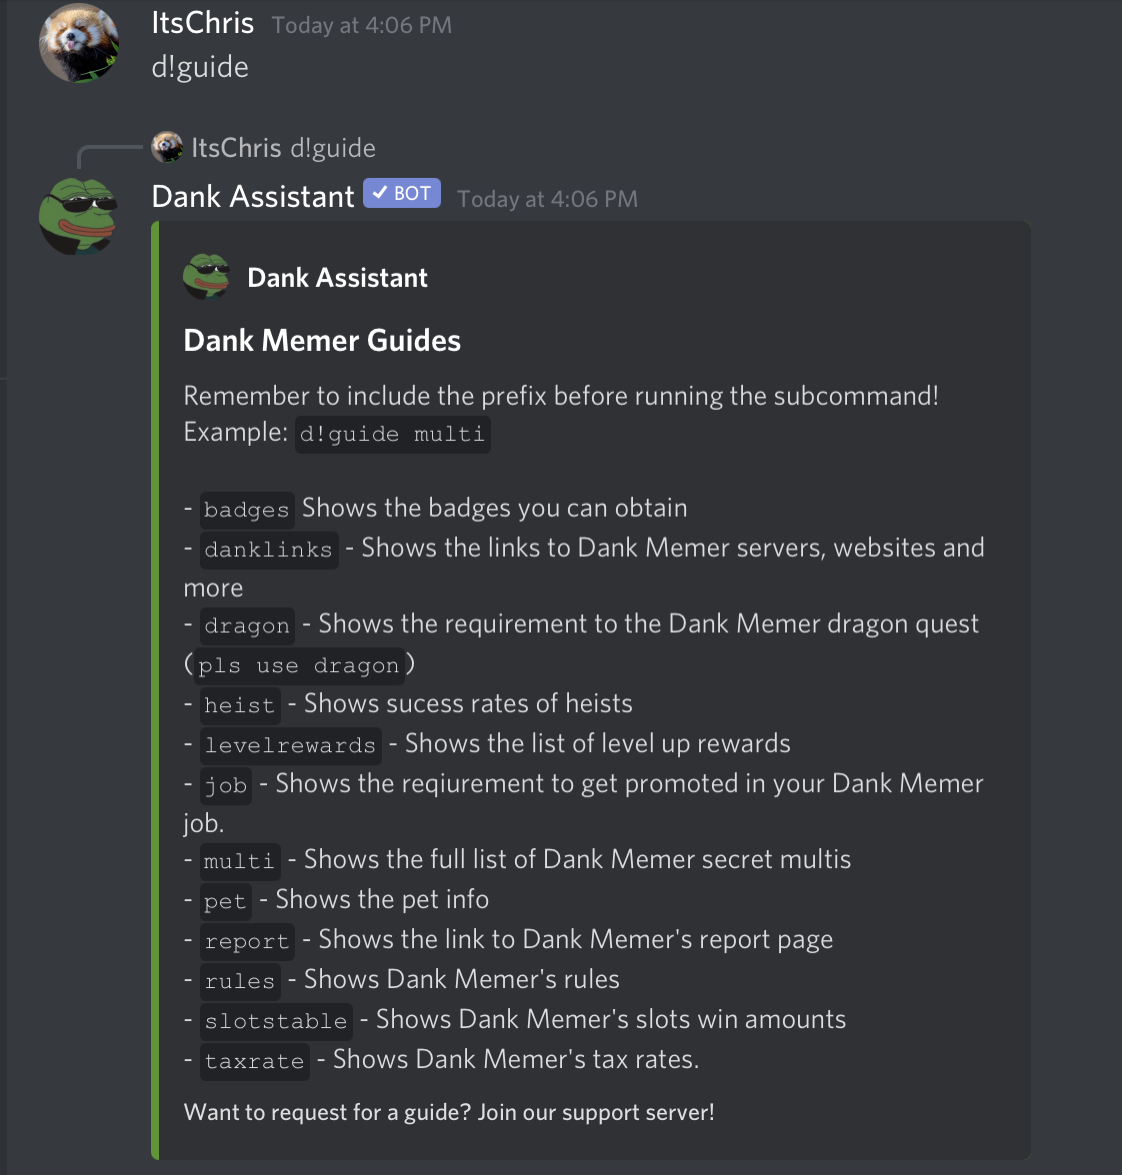 ItsChris Today at 4:06 PM
d!guide
ItsChris d!guide
Dank Assistant ✓ BOT Today at 4:06 PM
Dank Assistant
Dank Memer Guides
Remember to include the prefix before running the subcommand!
Example: d!guide multi
- badges Shows the badges you can obtain
- danklinks - Shows the links to Dank Memer servers, websites and
more
- dragon - Shows the requirement to the Dank Memer dragon quest
(pls use dragon)
- heist - Shows sucess rates of heists
- levelrewards - Shows the list of level up rewards
- job - Shows the reqiurement to get promoted in your Dank Memer
job.
- multi - Shows the full list of Dank Memer secret multis
- pet - Shows the pet info
- report - Shows the link to Dank Memer's report page
- rules - Shows Dank Memer's rules
- slotstable - Shows Dank Memer's slots win amounts
- taxrate - Shows Dank Memer's tax rates.
Want to request for a guide? Join our support server!